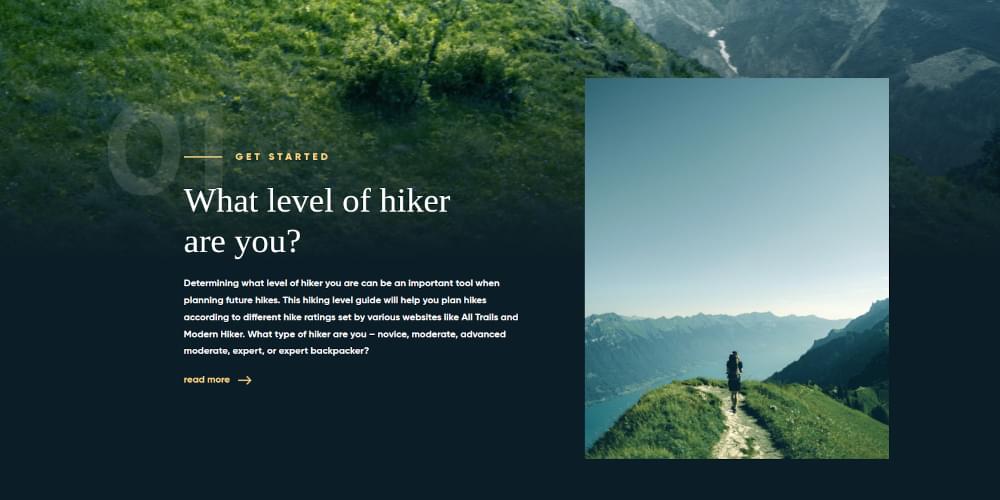 01
GET STARTED
What level of hiker
are you?
Determining what level of hiker you are can be an important tool when
planning future hikes. This hiking level guide will help you plan hikes
according to different hike ratings set by various websites like All Trails and
Modern Hiker. What type of hiker are you – novice, moderate, advanced
moderate, expert, or expert backpacker?
read more